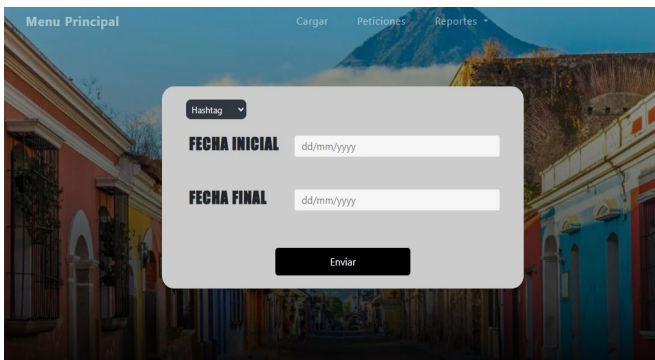 Menu Principal Cargar Peticiones Reportes
Hashtag
FECHA INICIAL dd/mm/yyyy
FECHA FINAL dd/mm/yyyy
Enviar